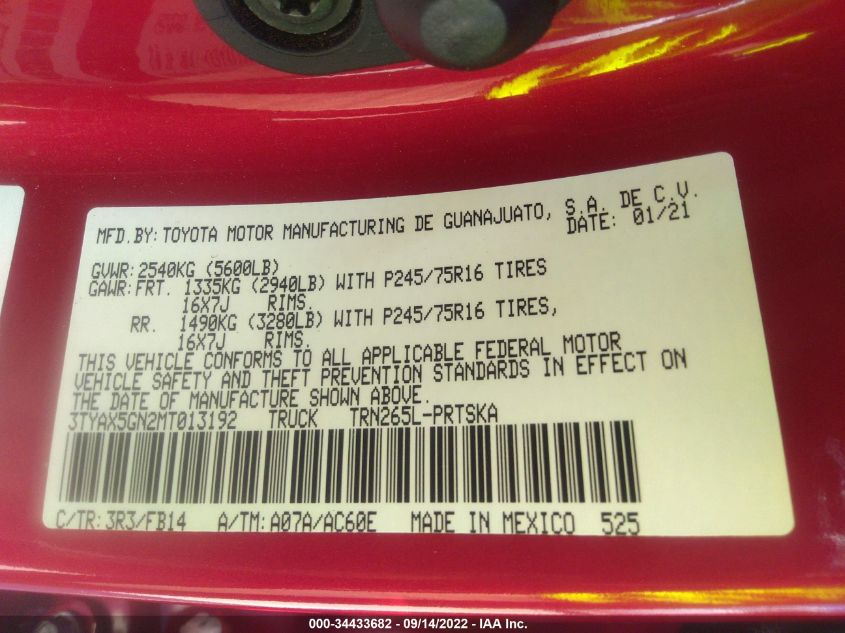 MFD. BY: TOYOTA MOTOR MANUFACTURING DE GUANAJUATO, S.A. DE C.V.
DATE: 01/21
GVWR: 2540KG (5600LB)
GAWR: FRT. 1335KG (2940LB) WITH P245/75R16 TIRES
16X7J RIMS.
RR. 1490KG (3280LB) WITH P245/75R16 TIRES,
16X7J RIMS.
THIS VEHICLE CONFORMS TO ALL APPLICABLE FEDERAL MOTOR
VEHICLE SAFETY AND THEFT PREVENTION STANDARDS IN EFFECT ON
THE DATE OF MANUFACTURE SHOWN ABOVE.
3TYAX5GN2MT013192 TRUCK TRN265L-PRTSKA
C/TR: 3R3/FB14 A/TM: A07A/AC60E MADE IN MEXICO 525
000-34433682 - 09/14/2022 - IAA Inc.